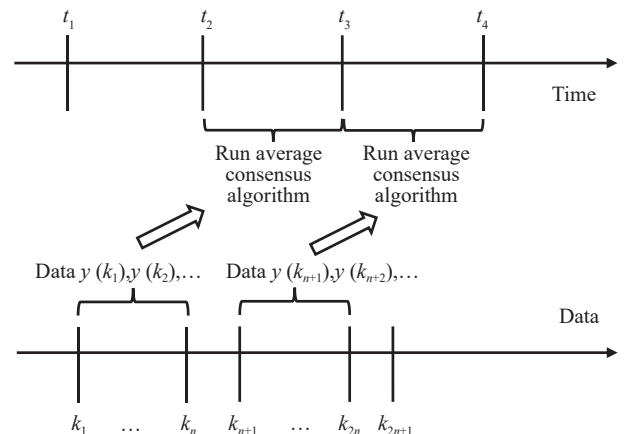 t₁ t₂ t₃ t₄
Time
Run average
consensus
algorithm
Run average
consensus
algorithm
Data y (k₁),y (k₂),…
Data y (kₙ₊₁),y (kₙ₊₂),…
Data
k₁ … kₙ kₙ₊₁ … k₂ₙ k₂ₙ₊₁